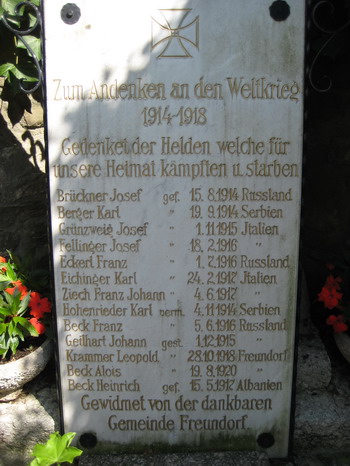 Zum Andenken an den Weltkrieg
1914-1918
Gedenket der Helden welche für
unsere Heimat kämpften u. starben
Brückner Josef gef. 15. 8. 1914 Russland
Berger Karl " 19. 9. 1914 Serbien
Grünzweig Josef " 1. 11. 1915 Italien
Fellinger Josef " 18. 2. 1916 "
Eckerl Franz " 1. 7. 1916 Russland
Eichinger Karl " 24. 2. 1917 Italien
Ziech Franz Johann " 4. 6. 1917 "
Hohenrieder Karl verm. 4. 11. 1914 Serbien
Beck Franz " 5. 6. 1916 Russland
Geilhart Johann gest. 1. 12. 1915 "
Krammer Leopold " 28. 10. 1918 Freundorf
Beck Alois " 19. 8. 1920 "
Beck Heinrich gef. 15. 5. 1917 Albanien
Gewidmet von der dankbaren
Gemeinde Freundorf.